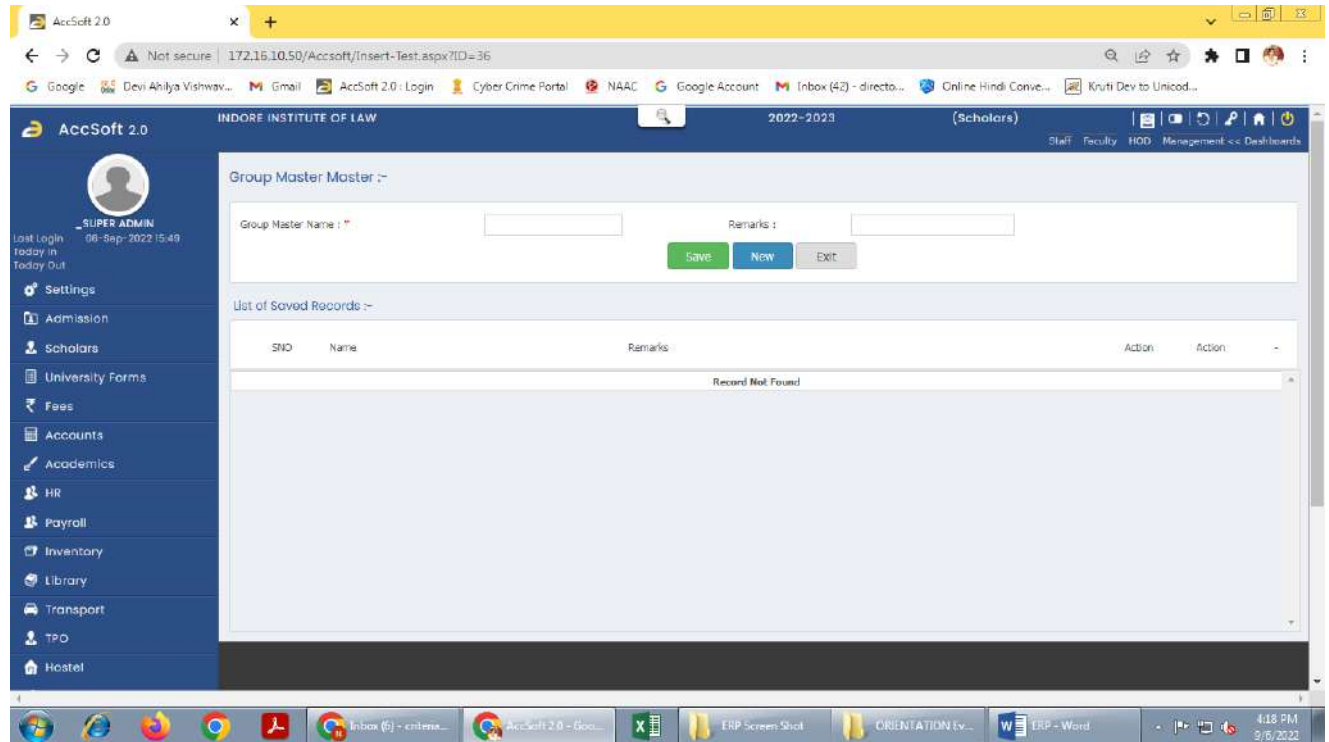 AccSoft 2.0
Not secure 172.16.10.50/Accsoft/Insert-Test.aspx?ID=36
Google Devi Ahilya Vishwav... Gmail AccSoft 2.0 : Login Cyber Crime Portal NAAC Google Account Inbox (42) - directo... Online Hindi Conve... Kruti Dev to Unicod...
AccSoft 2.0 INDORE INSTITUTE OF LAW 2022-2023 (Scholars)
Staff Faculty HOD Management << Dashboards
Group Master Master :-
_SUPER ADMIN
Last Login 06-Sep-2022 15:49
Today In
Today Out
Group Master Name : * Remarks :
Save New Exit
Settings
Admission
Scholars
University Forms
Fees
Accounts
Academics
HR
Payroll
Inventory
Library
Transport
TPO
Hostel
List of Saved Records :-
SNO Name Remarks Action Action -
Record Not Found
Inbox (6) - criteria... AccSoft 2.0 - Goo... ERP Screen Shot ORIENTATION Ev... ERP - Word
4:18 PM
9/6/2022